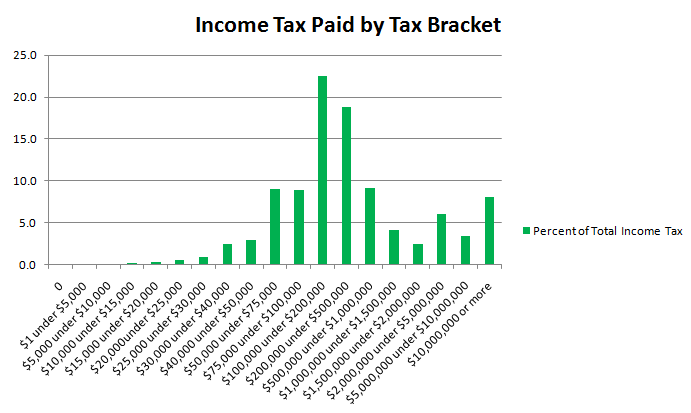 Income Tax Paid by Tax Bracket
25.0
20.0
15.0
10.0
5.0
0.0
0
$1 under $5,000
$5,000 under $10,000
$10,000 under $15,000
$15,000 under $20,000
$20,000under $25,000
$25,000 under $30,000
$30,000 under $40,000
$40,000 under $50,000
$50,000 under $75,000
$75,000 under $100,000
$100,000 under $200,000
$200,000 under $500,000
$500,000 under $1,000,000
$1,000,000 under $1,500,000
$1,500,000 under $2,000,000
$2,000,000 under $5,000,000
$5,000,000 under $10,000,000
$10,000,000 or more
Percent of Total Income Tax